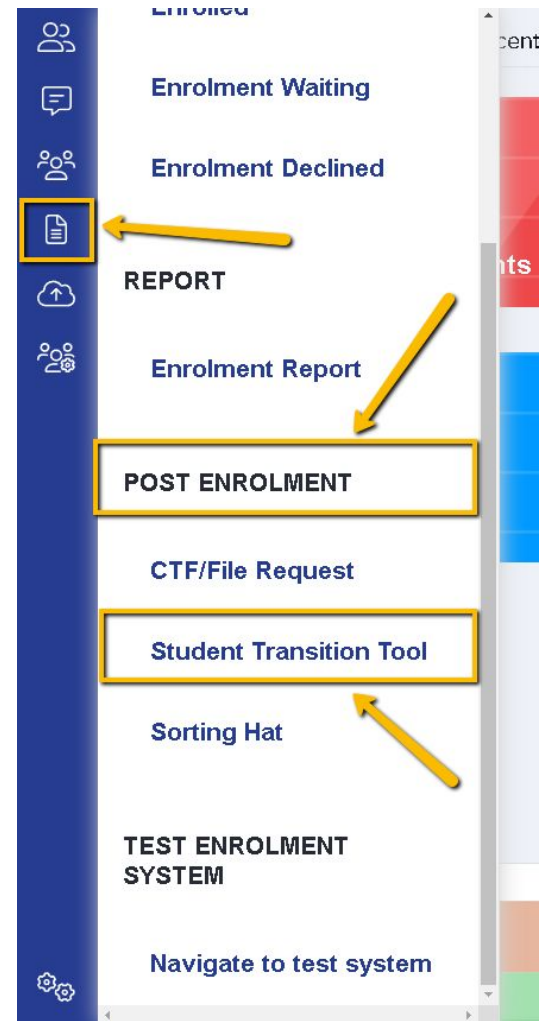 Enrolled
Enrolment Waiting
Enrolment Declined
REPORT
Enrolment Report
POST ENROLMENT
CTF/File Request
Student Transition Tool
Sorting Hat
TEST ENROLMENT
SYSTEM
Navigate to test system